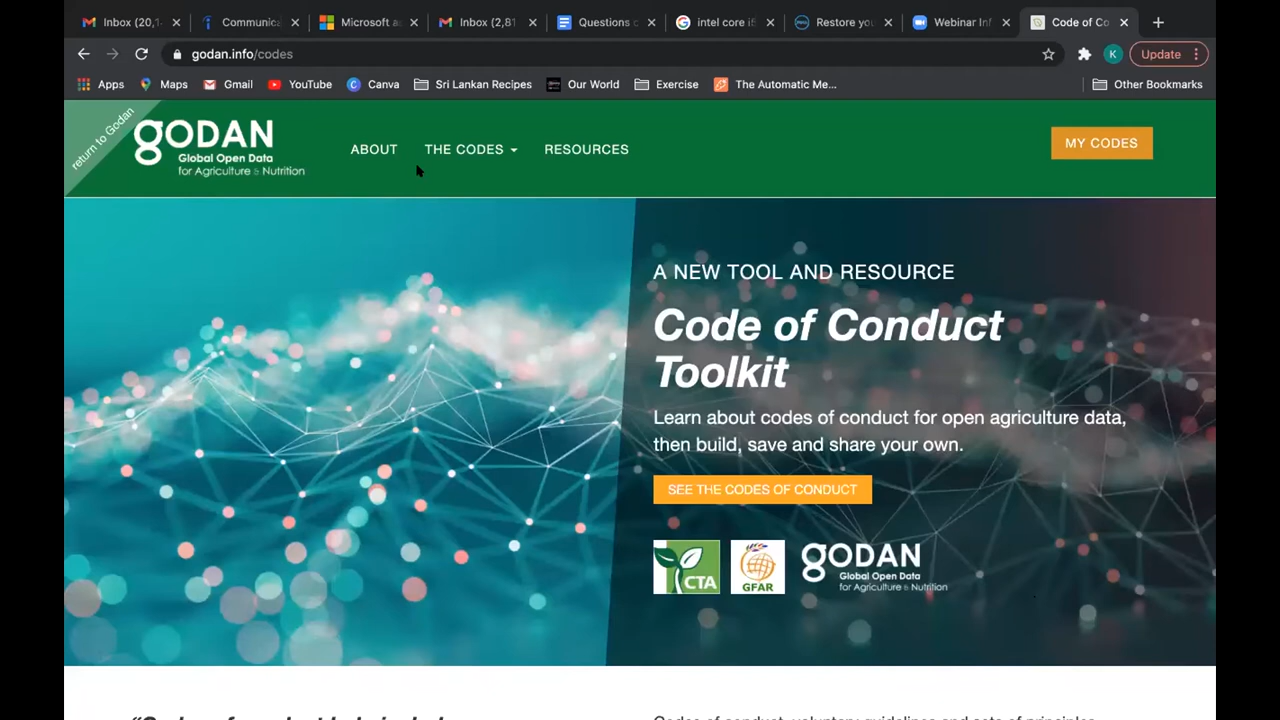 Inbox (20,1
Communica
Microsoft a
Inbox (2,81
Questions c
intel core i5
Restore you
Webinar Inf
Code of Co
godan.info/codes
K
Update
Apps
Maps
Gmail
YouTube
Canva
Sri Lankan Recipes
Our World
Exercise
The Automatic Me...
Other Bookmarks
return to Godan
GODAN
Global Open Data
for Agriculture & Nutrition
ABOUT
THE CODES
RESOURCES
MY CODES
A NEW TOOL AND RESOURCE
Code of Conduct
Toolkit
Learn about codes of conduct for open agriculture data,
then build, save and share your own.
SEE THE CODES OF CONDUCT
CTA
GFAR
GODAN
Global Open Data
for Agriculture & Nutrition